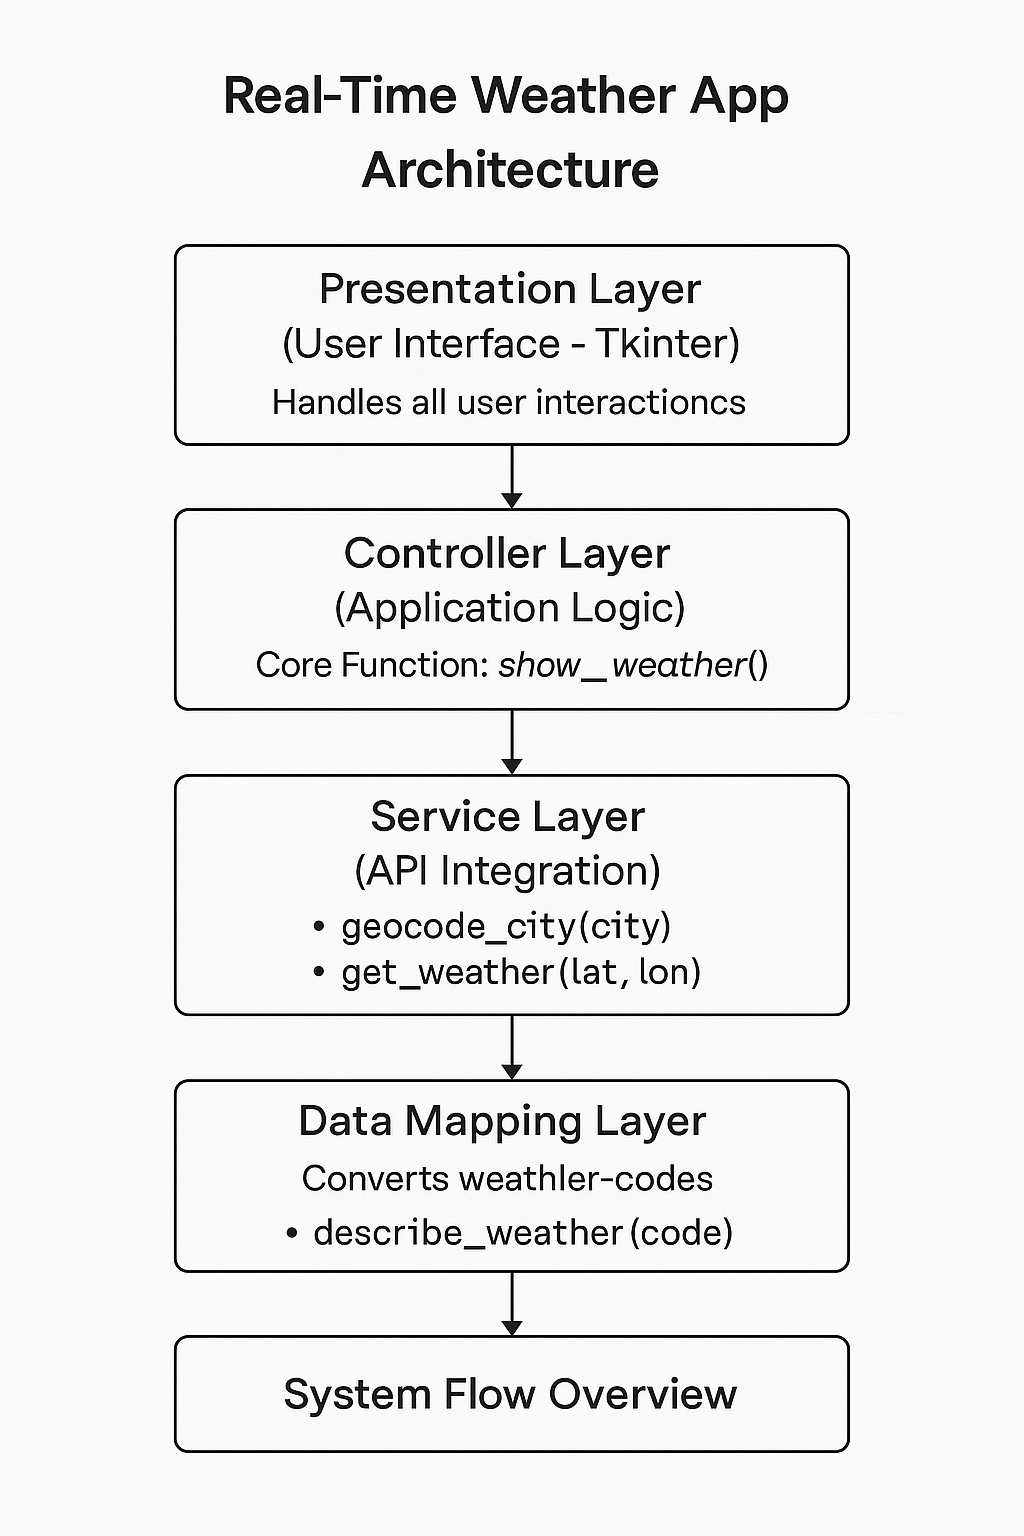 Real-Time Weather App
Architecture
Presentation Layer
(User Interface - Tkinter)
Handles all user interactioncs
Controller Layer
(Application Logic)
Core Function: show_weather()
Service Layer
(API Integration)
• geocode_city(city)
• get_weather(lat, lon)
Data Mapping Layer
Converts weathler-codes
• describe_weather(code)
System Flow Overview